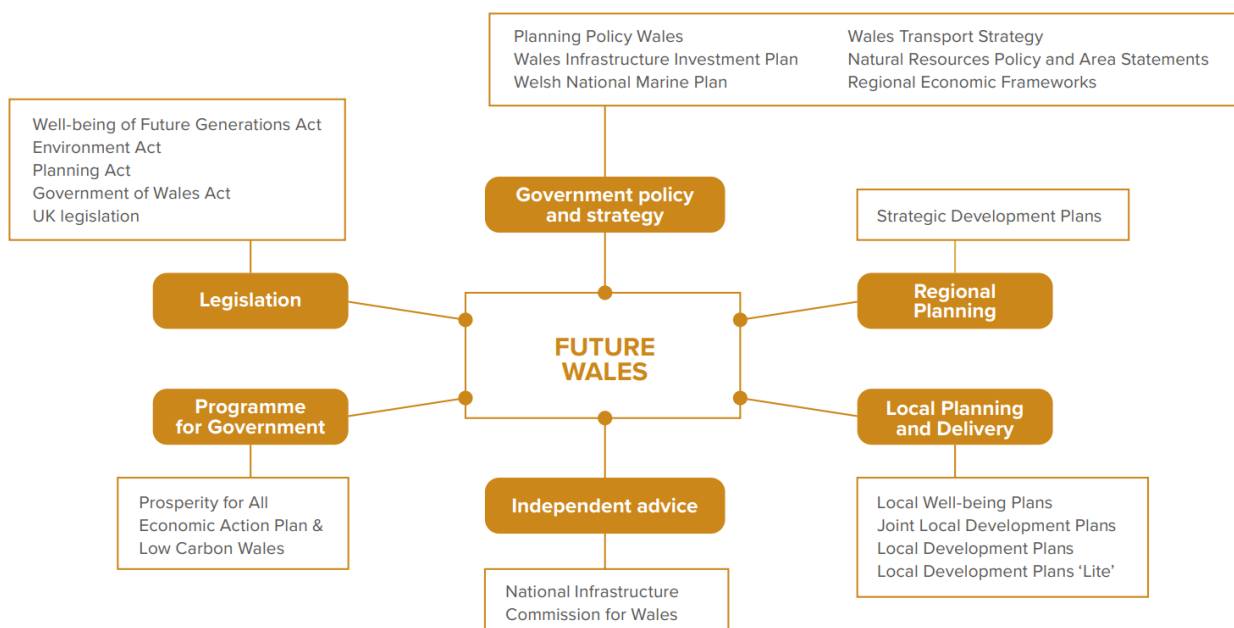 Planning Policy Wales
Wales Infrastructure Investment Plan
Welsh National Marine Plan
Wales Transport Strategy
Natural Resources Policy and Area Statements
Regional Economic Frameworks
Well-being of Future Generations Act
Environment Act
Planning Act
Government of Wales Act
UK legislation
Government policy
and strategy
Strategic Development Plans
Legislation
Regional
Planning
FUTURE
WALES
Programme
for Government
Local Planning
and Delivery
Independent advice
Prosperity for All
Economic Action Plan &
Low Carbon Wales
Local Well-being Plans
Joint Local Development Plans
Local Development Plans
Local Development Plans ‘Lite’
National Infrastructure
Commission for Wales